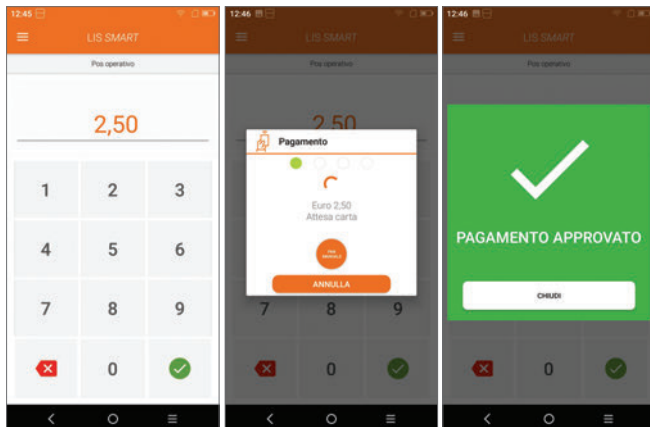 12:45
LIS SMART
Pos operativo
2,50
1 2 3
4 5 6
7 8 9
0
12:46
LIS SMART
Pos operativo
2,50
Pagamento
Euro 2,50
Attesa carta
PAN MANUALE
ANNULLA
7 8 9
0
12:46
LIS SMART
Pos operativo
PAGAMENTO APPROVATO
CHIUDI
0